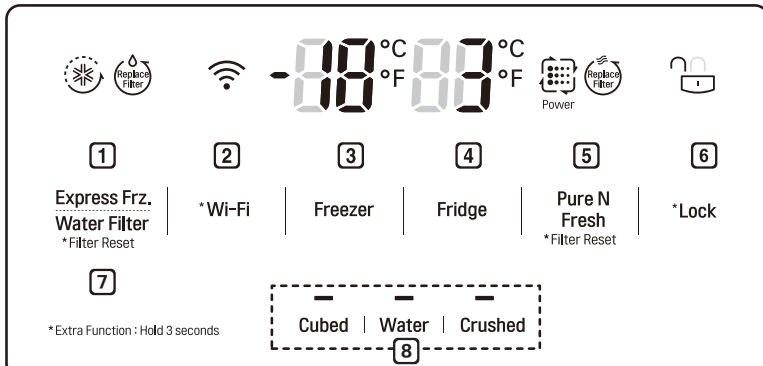 Replace Filter
-18 °C °F
3 °C °F
Power
Replace Filter
1 2 3 4 5 6
Express Frz.
Water Filter
*Filter Reset
*Wi-Fi
Freezer
Fridge
Pure N
Fresh
*Filter Reset
*Lock
7
*Extra Function : Hold 3 seconds
Cubed | Water | Crushed
8